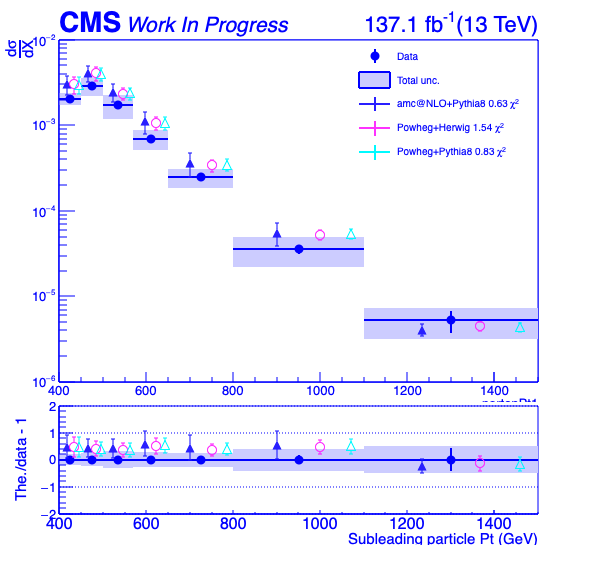 CMS Work In Progress 137.1 fb⁻¹(13 TeV)
dσ
dX
10⁻²
10⁻³
10⁻⁴
10⁻⁵
10⁻⁶
Data
Total unc.
amc@NLO+Pythia8 0.63 χ²
Powheg+Herwig 1.54 χ²
Powheg+Pythia8 0.83 χ²
400 600 800 1000 1200 1400
The./data - 1
2
1
0
−1
−2
400 600 800 1000 1200 1400
Subleading particle Pt (GeV)